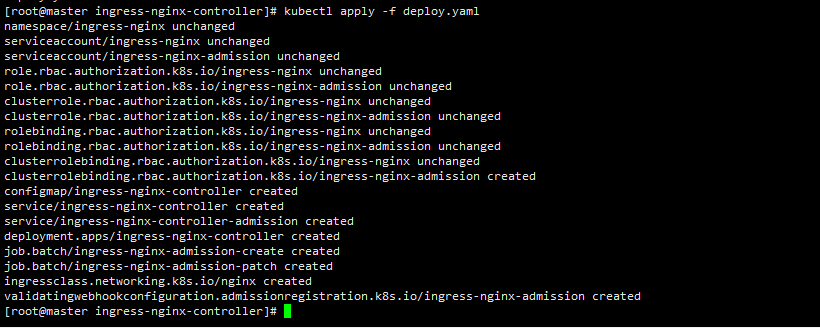 [root@master ingress-nginx-controller]# kubectl apply -f deploy.yaml
namespace/ingress-nginx unchanged
serviceaccount/ingress-nginx unchanged
serviceaccount/ingress-nginx-admission unchanged
role.rbac.authorization.k8s.io/ingress-nginx unchanged
role.rbac.authorization.k8s.io/ingress-nginx-admission unchanged
clusterrole.rbac.authorization.k8s.io/ingress-nginx unchanged
clusterrole.rbac.authorization.k8s.io/ingress-nginx-admission unchanged
rolebinding.rbac.authorization.k8s.io/ingress-nginx unchanged
rolebinding.rbac.authorization.k8s.io/ingress-nginx-admission unchanged
clusterrolebinding.rbac.authorization.k8s.io/ingress-nginx unchanged
clusterrolebinding.rbac.authorization.k8s.io/ingress-nginx-admission created
configmap/ingress-nginx-controller created
service/ingress-nginx-controller created
service/ingress-nginx-controller-admission created
deployment.apps/ingress-nginx-controller created
job.batch/ingress-nginx-admission-create created
job.batch/ingress-nginx-admission-patch created
ingressclass.networking.k8s.io/nginx created
validatingwebhookconfiguration.admissionregistration.k8s.io/ingress-nginx-admission created
[root@master ingress-nginx-controller]#